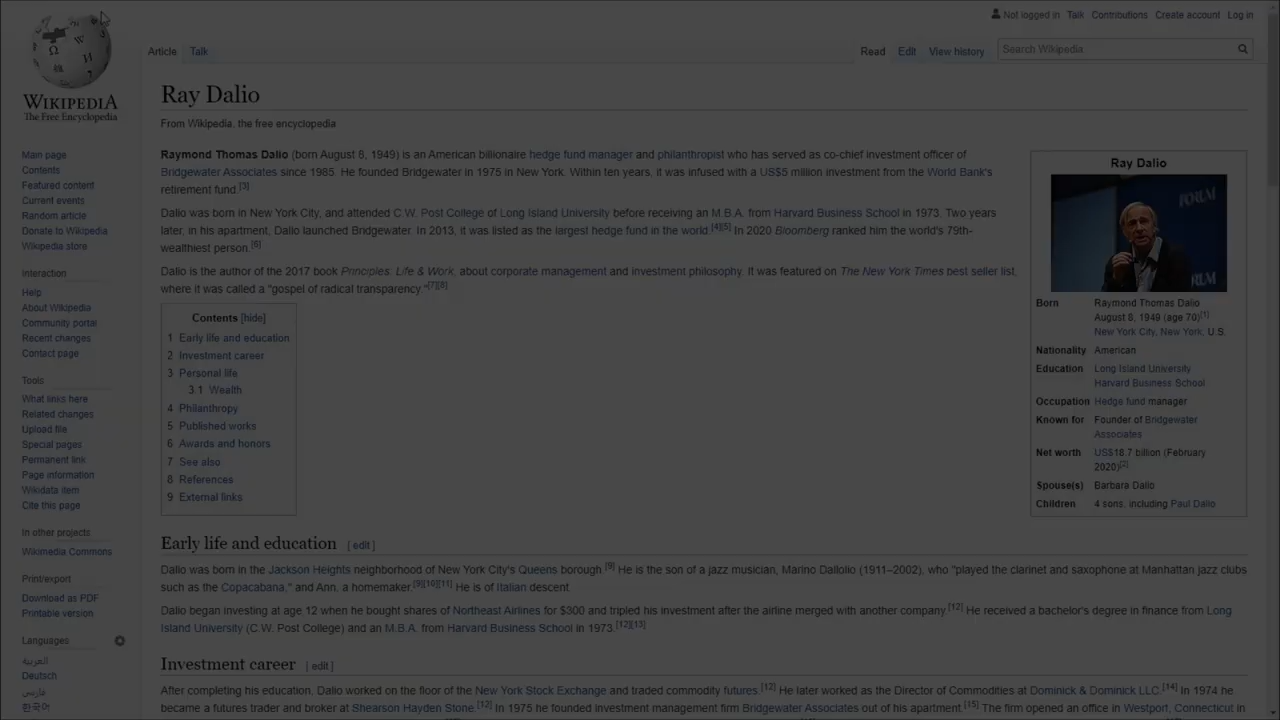 Not logged in Talk Contributions Create account Log in
Article Talk Read Edit View history Search Wikipedia
WIKIPEDIA
The Free Encyclopedia
Main page
Contents
Featured content
Current events
Random article
Donate to Wikipedia
Wikipedia store
Interaction
Help
About Wikipedia
Community portal
Recent changes
Contact page
Tools
What links here
Related changes
Upload file
Special pages
Permanent link
Page information
Wikidata item
Cite this page
In other projects
Wikimedia Commons
Print/export
Download as PDF
Printable version
Languages
العربية
Deutsch
فارسی
한국어
Ray Dalio
From Wikipedia, the free encyclopedia
Raymond Thomas Dalio (born August 8, 1949) is an American billionaire hedge fund manager and philanthropist who has served as co-chief investment officer of
Bridgewater Associates since 1985. He founded Bridgewater in 1975 in New York. Within ten years, it was infused with a US$5 million investment from the World Bank's
retirement fund.[3]
Dalio was born in New York City, and attended C.W. Post College of Long Island University before receiving an M.B.A. from Harvard Business School in 1973. Two years
later, in his apartment, Dalio launched Bridgewater. In 2013, it was listed as the largest hedge fund in the world.[4][5] In 2020 Bloomberg ranked him the world's 79th-
wealthiest person.[6]
Dalio is the author of the 2017 book Principles: Life & Work, about corporate management and investment philosophy. It was featured on The New York Times best seller list,
where it was called a "gospel of radical transparency."[7][8]
Contents [hide]
1 Early life and education
2 Investment career
3 Personal life
3.1 Wealth
4 Philanthropy
5 Published works
6 Awards and honors
7 See also
8 References
9 External links
Ray Dalio
FORUM
Born Raymond Thomas Dalio
August 8, 1949 (age 70)[1]
New York City, New York, U.S.
Nationality American
Education Long Island University
Harvard Business School
Occupation Hedge fund manager
Known for Founder of Bridgewater
Associates
Net worth US$18.7 billion (February
2020)[2]
Spouse(s) Barbara Dalio
Children 4 sons, including Paul Dalio
Early life and education [ edit ]
Dalio was born in the Jackson Heights neighborhood of New York City's Queens borough.[9] He is the son of a jazz musician, Marino Dallolio (1911–2002), who "played the clarinet and saxophone at Manhattan jazz clubs
such as the Copacabana," and Ann, a homemaker.[9][10][11] He is of Italian descent
Dalio began investing at age 12 when he bought shares of Northeast Airlines for $300 and tripled his investment after the airline merged with another company.[12] He received a bachelor's degree in finance from Long
Island University (C.W. Post College) and an M.B.A. from Harvard Business School in 1973.[12][13]
Investment career [ edit ]
After completing his education, Dalio worked on the floor of the New York Stock Exchange and traded commodity futures.[12] He later worked as the Director of Commodities at Dominick & Dominick LLC.[14] In 1974 he
became a futures trader and broker at Shearson Hayden Stone.[12] In 1975 he founded investment management firm Bridgewater Associates out of his apartment.[15] The firm opened an office in Westport, Connecticut in